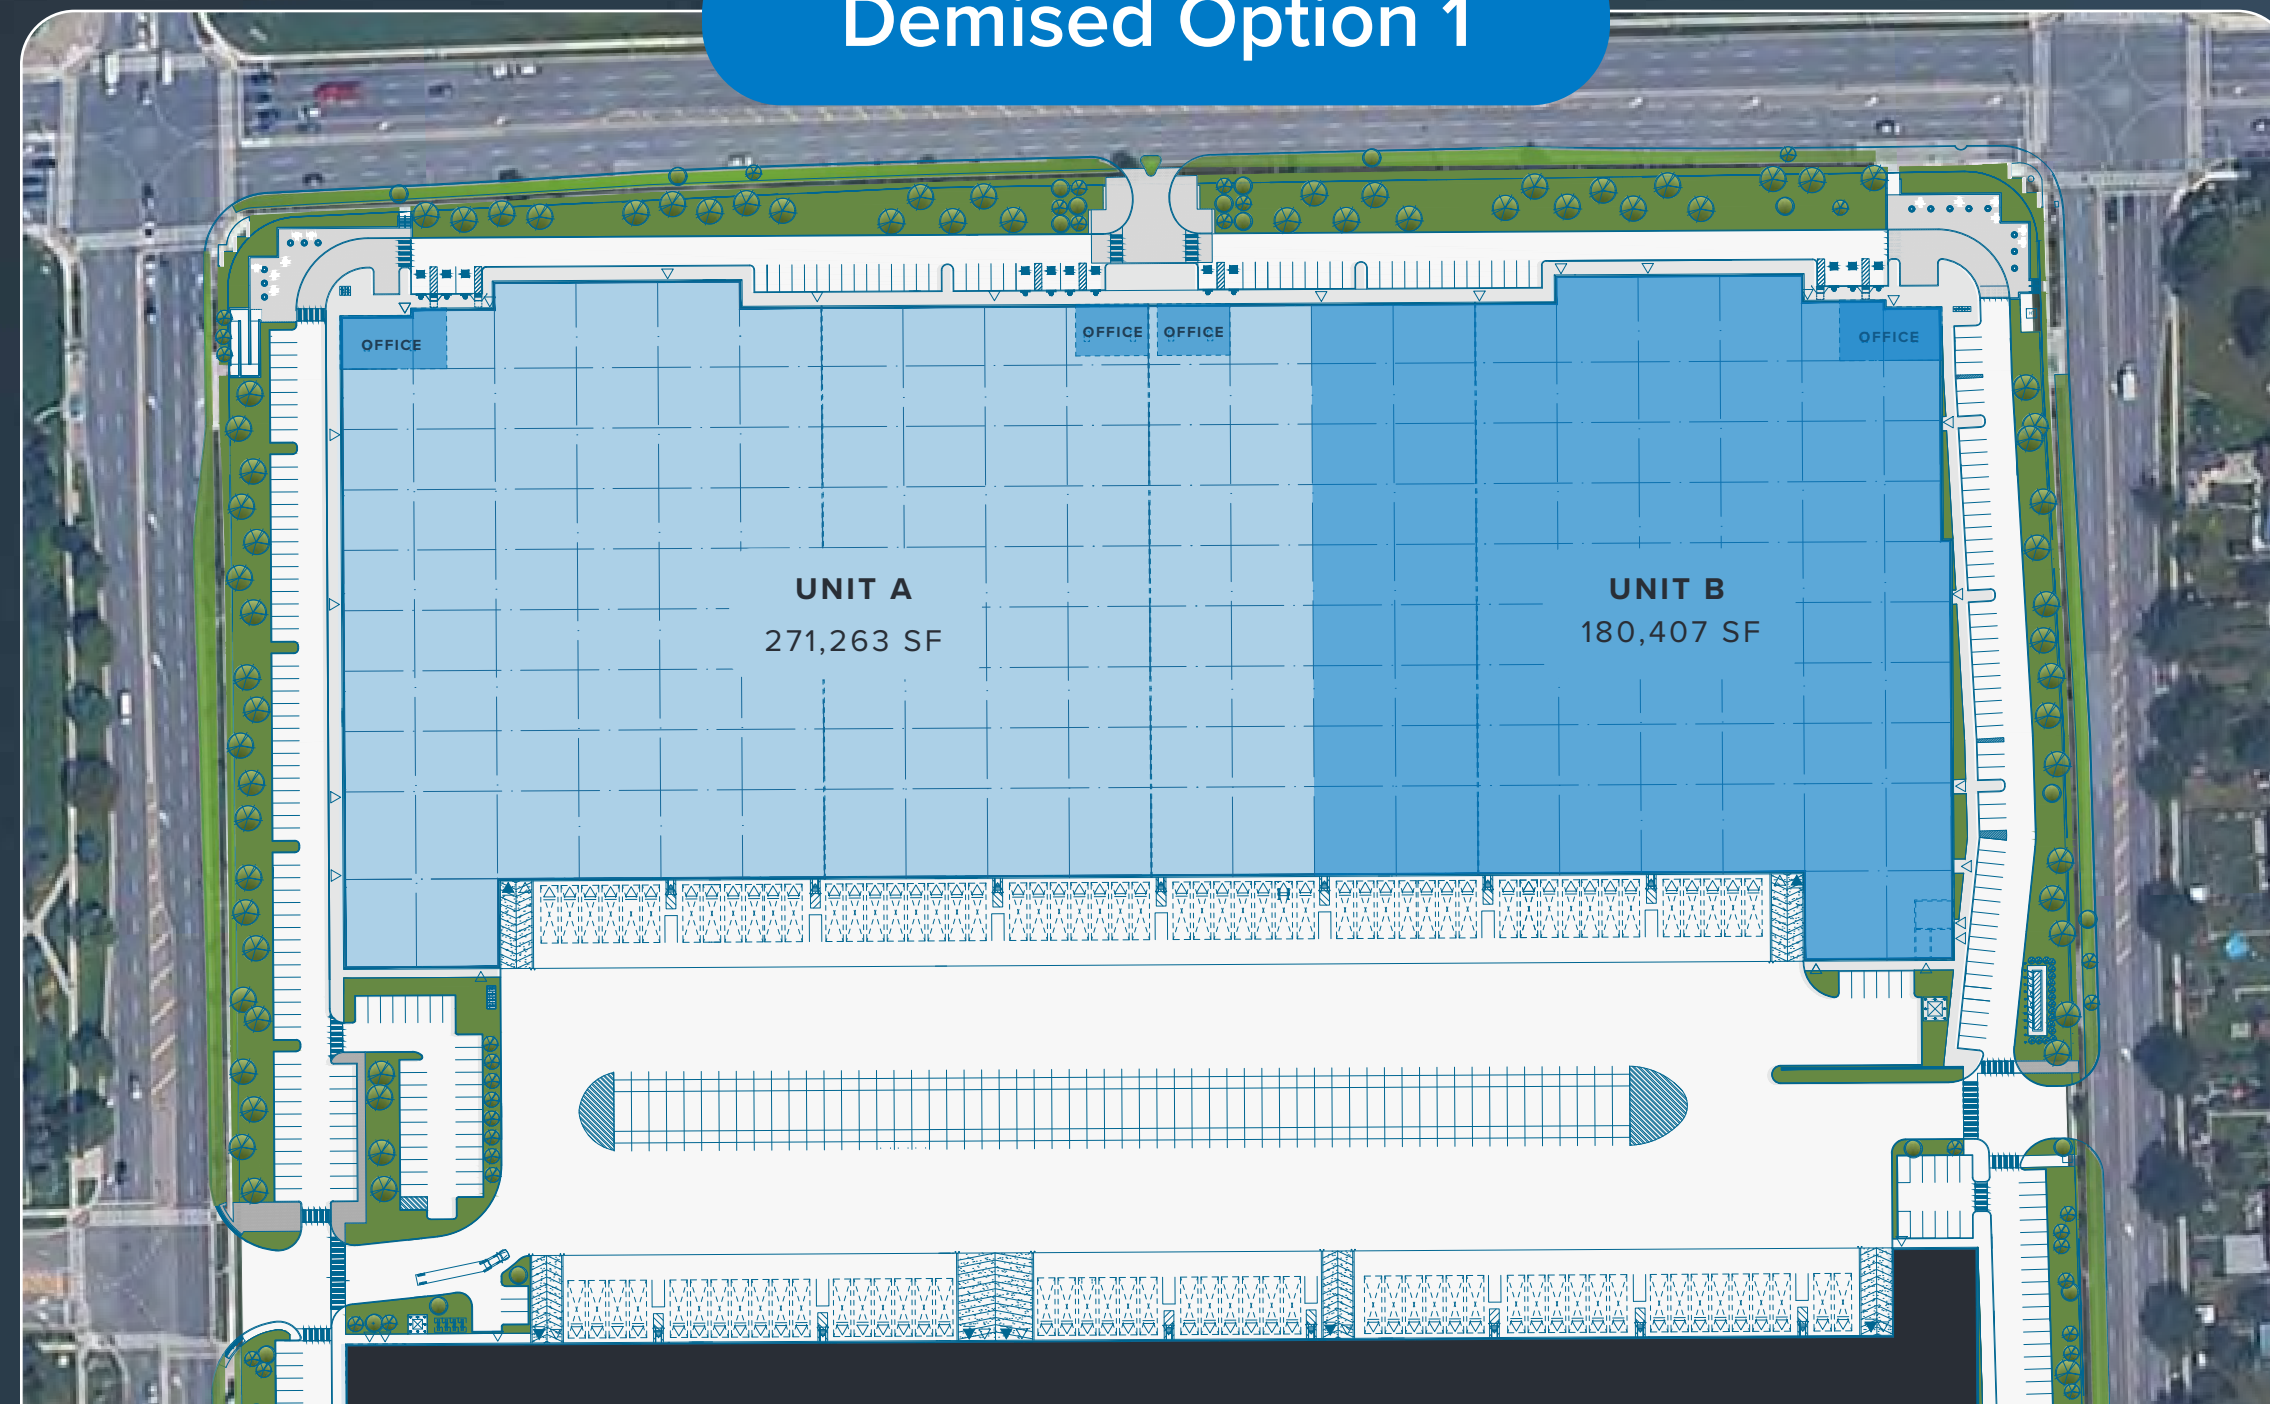 Demised Option 1
OFFICE
OFFICE
OFFICE
OFFICE
UNIT A
271,263 SF
UNIT B
180,407 SF